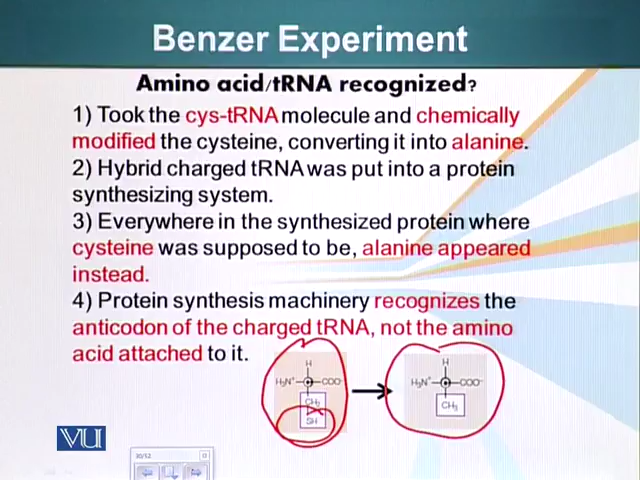 Benzer Experiment
Amino acid/tRNA recognized?
1) Took the cys-tRNA molecule and chemically
modified the cysteine, converting it into alanine.
2) Hybrid charged tRNA was put into a protein
synthesizing system.
3) Everywhere in the synthesized protein where
cysteine was supposed to be, alanine appeared
instead.
4) Protein synthesis machinery recognizes the
anticodon of the charged tRNA, not the amino
acid attached to it.
H
H
H₃N⁺ COO⁻
H₃N⁺ COO⁻
CH₂
CH₃
SH
VU
30/12